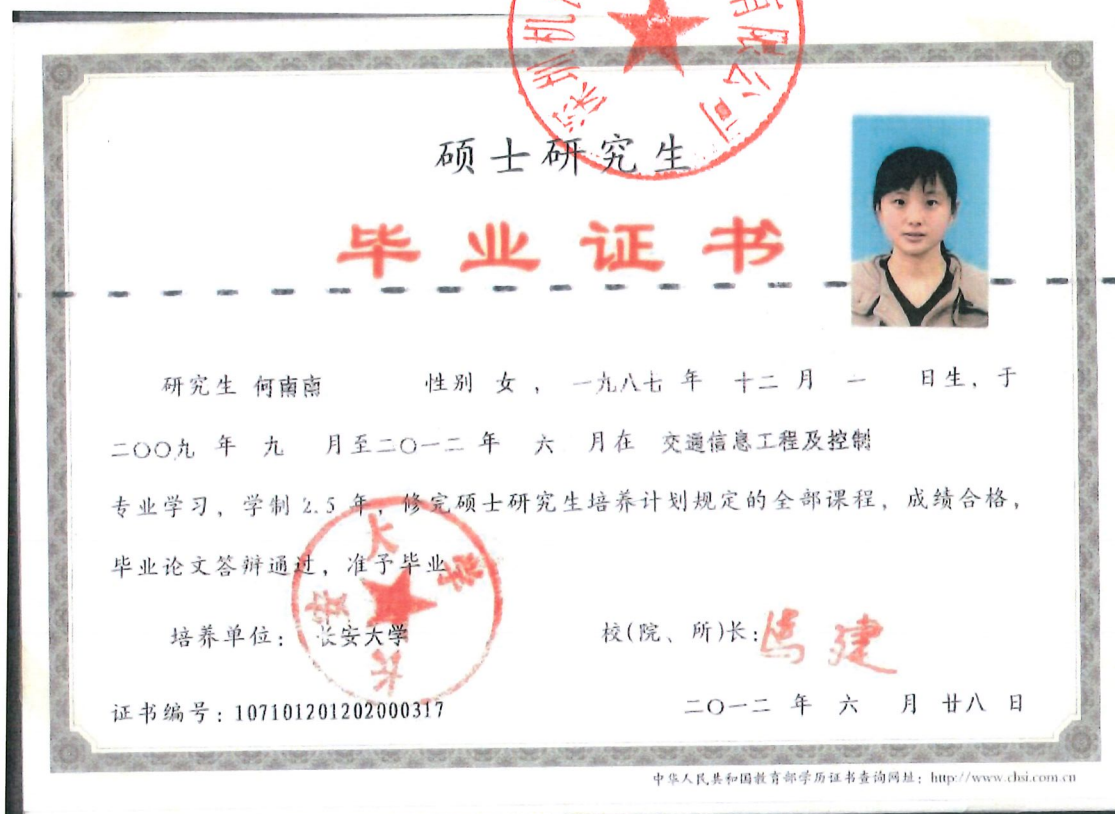 深圳机
有限公司
硕士研究生
毕业证书
研究生 何南南 性别 女 ， 一九八七 年 十二 月 一 日生，于
二〇〇九 年 九 月至二〇一二 年 六 月在 交通信息工程及控制
专业学习，学制 2.5 年，修完硕士研究生培养计划规定的全部课程，成绩合格，
毕业论文答辩通过，准予毕业
培养单位： 长安大学
校(院、所)长：
证书编号：107101201202000317
二〇一二 年 六 月 廿八 日
中华人民共和国教育部学历证书查询网址：http://www.chsi.com.cn